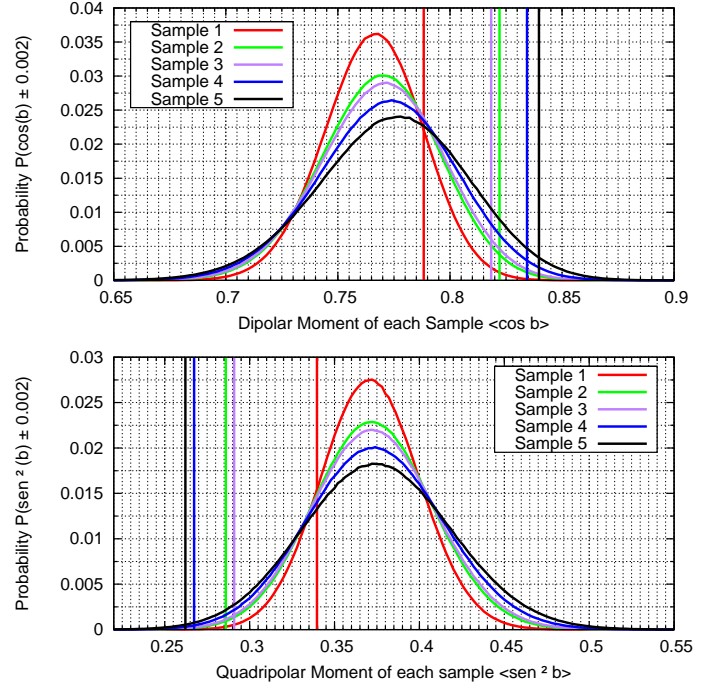 Probability P(cos(b) ± 0.002)
0.04
0.035
0.03
0.025
0.02
0.015
0.01
0.005
0
Sample 1
Sample 2
Sample 3
Sample 4
Sample 5
0.65 0.7 0.75 0.8 0.85 0.9
Dipolar Moment of each Sample <cos b>
Probability P(sen ² (b) ± 0.002)
0.03
0.025
0.02
0.015
0.01
0.005
0
Sample 1
Sample 2
Sample 3
Sample 4
Sample 5
0.25 0.3 0.35 0.4 0.45 0.5 0.55
Quadripolar Moment of each sample <sen ² b>